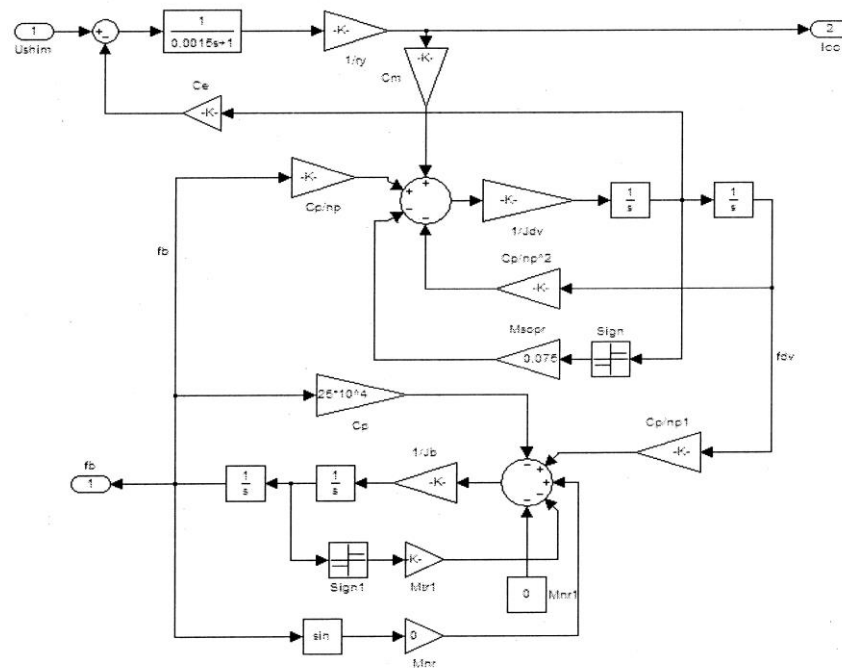 1
Ushim
1
0.0015s+1
-K-
1/ry
-K-
Cm
2
Icc
Ce
-K-
-K-
Cp/np
-K-
1/Jdv
1
s
1
s
fb
Cp/np^2
-K-
Msopr
0.075
Sign
fdv
25*10^4
Cp
Cp/np1
-K-
fb
1
1
s
1
s
1/Jb
-K-
Sign1
-K-
Mtr1
0
Mnr1
sin
0
Mnr